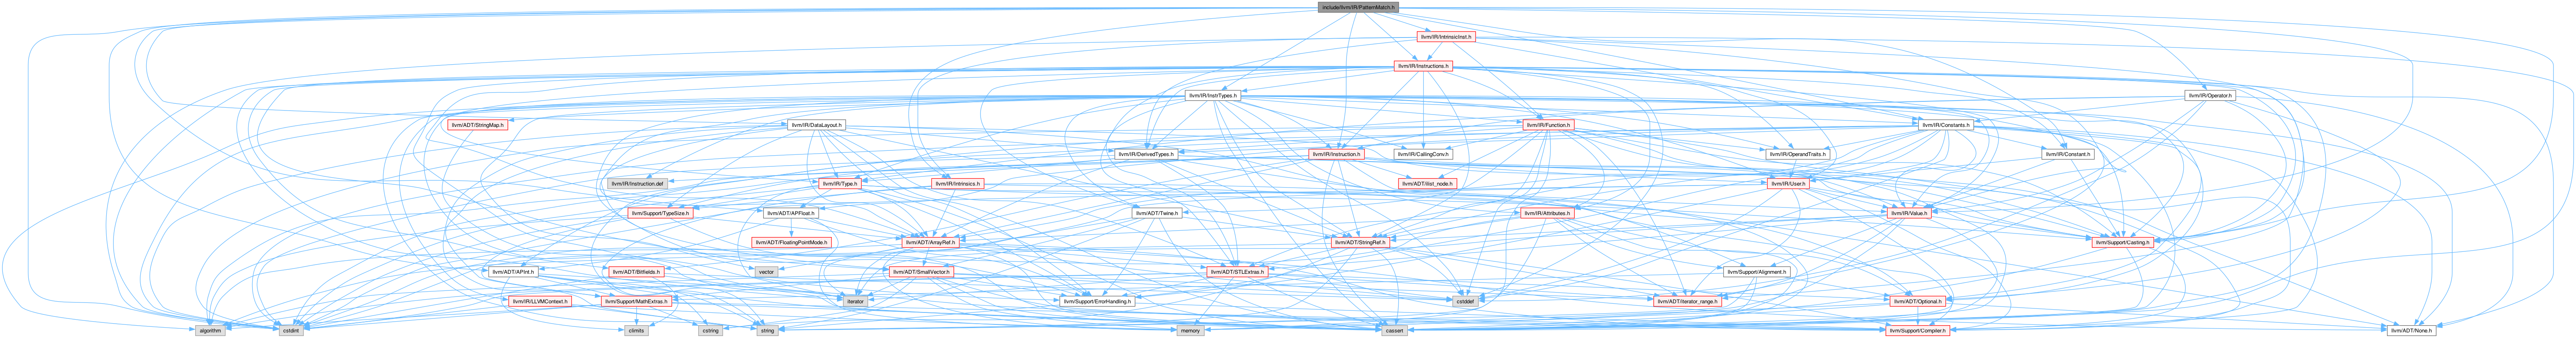 include/llvm/IR/PatternMatch.h
llvm/IR/IntrinsicInst.h
llvm/IR/Instructions.h
llvm/IR/InstrTypes.h
llvm/IR/Operator.h
llvm/ADT/StringMap.h
llvm/IR/DataLayout.h
llvm/IR/Function.h
llvm/IR/Constants.h
llvm/IR/DerivedTypes.h
llvm/IR/Instruction.h
llvm/IR/CallingConv.h
llvm/IR/OperandTraits.h
llvm/IR/Constant.h
llvm/IR/Instruction.def
llvm/IR/Type.h
llvm/IR/Intrinsics.h
llvm/ADT/ilist_node.h
llvm/IR/User.h
llvm/Support/TypeSize.h
llvm/ADT/APFloat.h
llvm/ADT/Twine.h
llvm/IR/Attributes.h
llvm/IR/Value.h
llvm/ADT/FloatingPointMode.h
llvm/ADT/ArrayRef.h
llvm/ADT/StringRef.h
llvm/Support/Casting.h
llvm/ADT/APInt.h
llvm/ADT/Bitfields.h
vector
llvm/ADT/SmallVector.h
llvm/ADT/STLExtras.h
llvm/Support/Alignment.h
llvm/IR/LLVMContext.h
llvm/Support/MathExtras.h
iterator
llvm/Support/ErrorHandling.h
cstddef
llvm/ADT/iterator_range.h
llvm/ADT/Optional.h
algorithm
cstdint
climits
cstring
string
memory
cassert
llvm/Support/Compiler.h
llvm/ADT/None.h